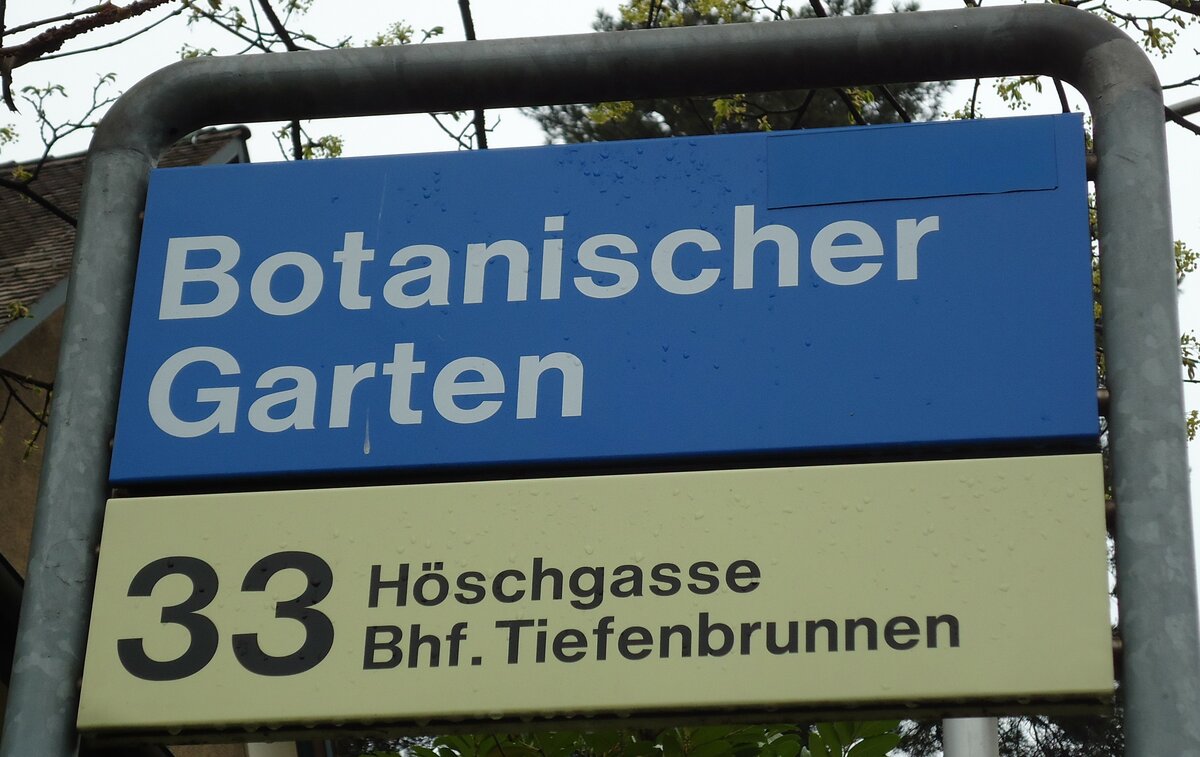 Botanischer
Garten
33 Höschgasse
Bhf. Tiefenbrunnen